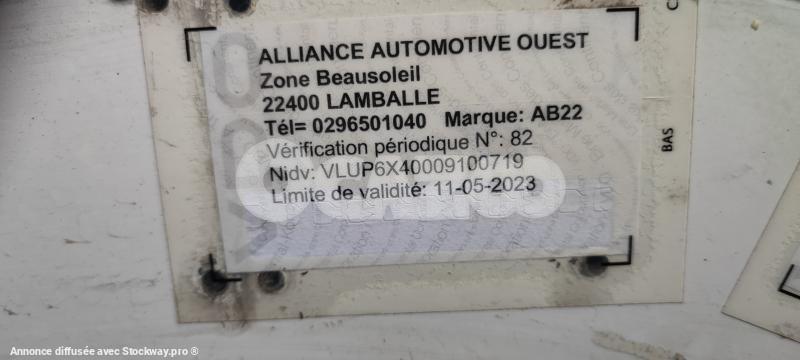 ALLIANCE AUTOMOTIVE OUEST
Zone Beausoleil
22400 LAMBALLE
Tél= 0296501040 Marque: AB22
Vérification périodique N°: 82
Nidv: VLUP6X40009100719
Limite de validité: 11-05-2023
BAS
Annonce diffusée avec Stockway.pro ®